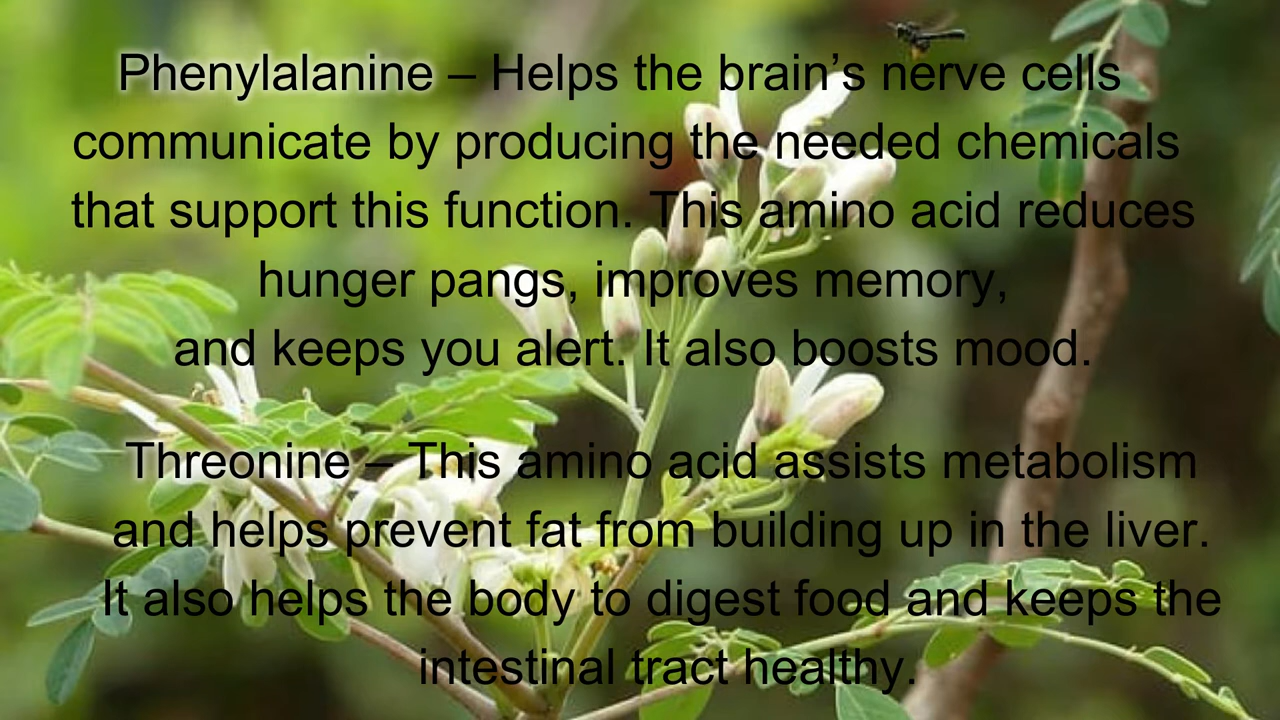 Phenylalanine – Helps the brain’s nerve cells
communicate by producing the needed chemicals
that support this function. This amino acid reduces
hunger pangs, improves memory,
and keeps you alert. It also boosts mood.
Threonine – This amino acid assists metabolism
and helps prevent fat from building up in the liver.
It also helps the body to digest food and keeps the
intestinal tract healthy.